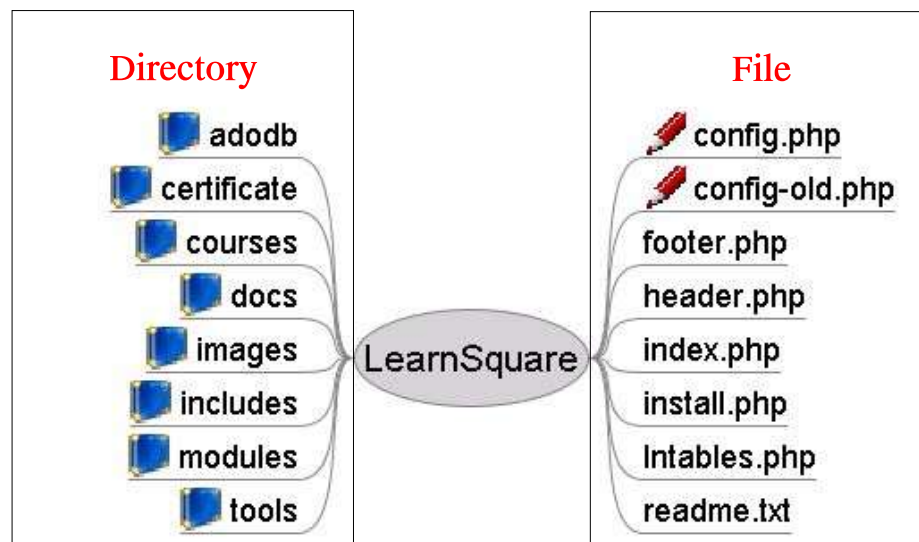 Directory
adodb
certificate
courses
docs
images
includes
modules
tools
LearnSquare
File
config.php
config-old.php
footer.php
header.php
index.php
install.php
lntables.php
readme.txt